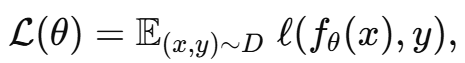 ℒ(θ) = 𝔼_{(x,y)∼D} ℓ(f_θ(x), y),